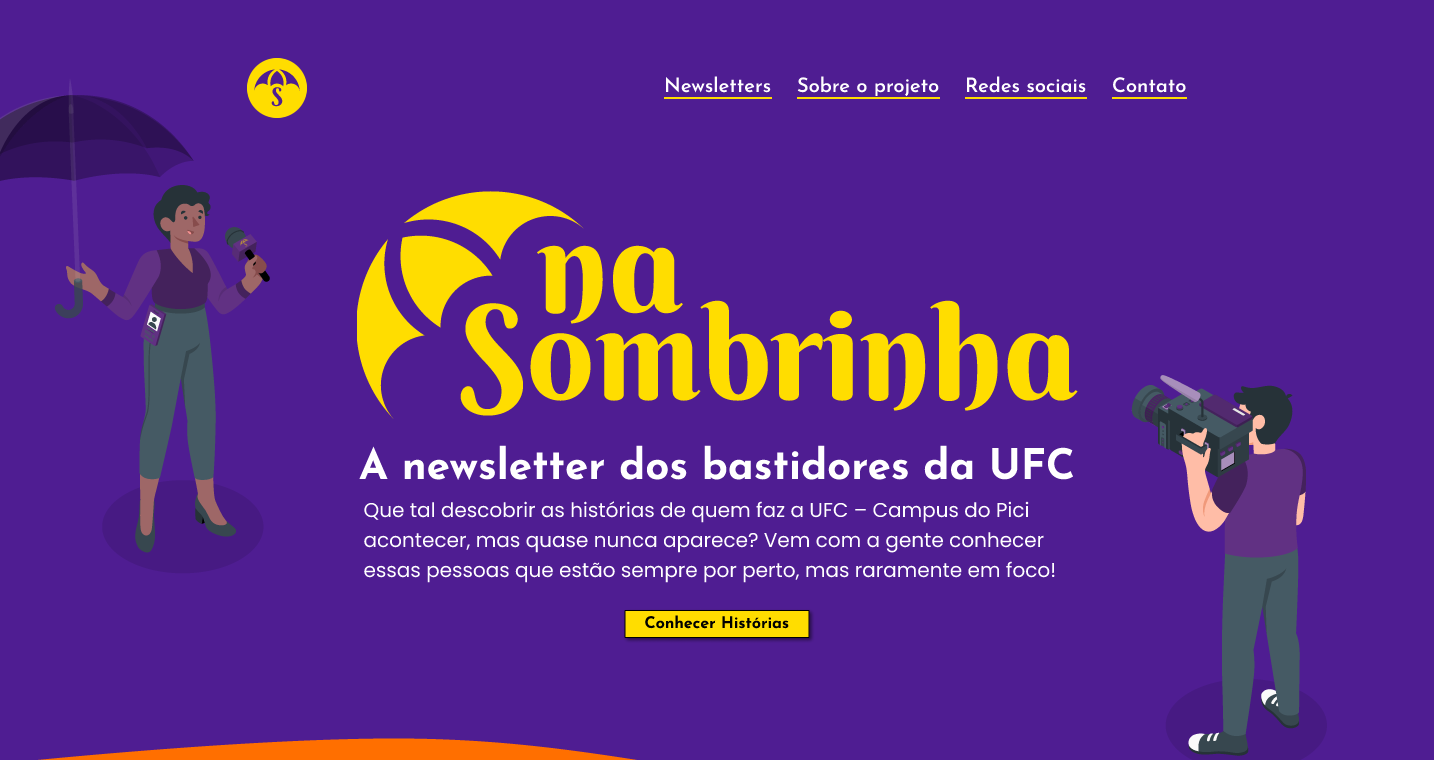 S
Newsletters Sobre o projeto Redes sociais Contato
na
Sombrinha
A newsletter dos bastidores da UFC
Que tal descobrir as histórias de quem faz a UFC – Campus do Pici
acontecer, mas quase nunca aparece? Vem com a gente conhecer
essas pessoas que estão sempre por perto, mas raramente em foco!
Conhecer Histórias